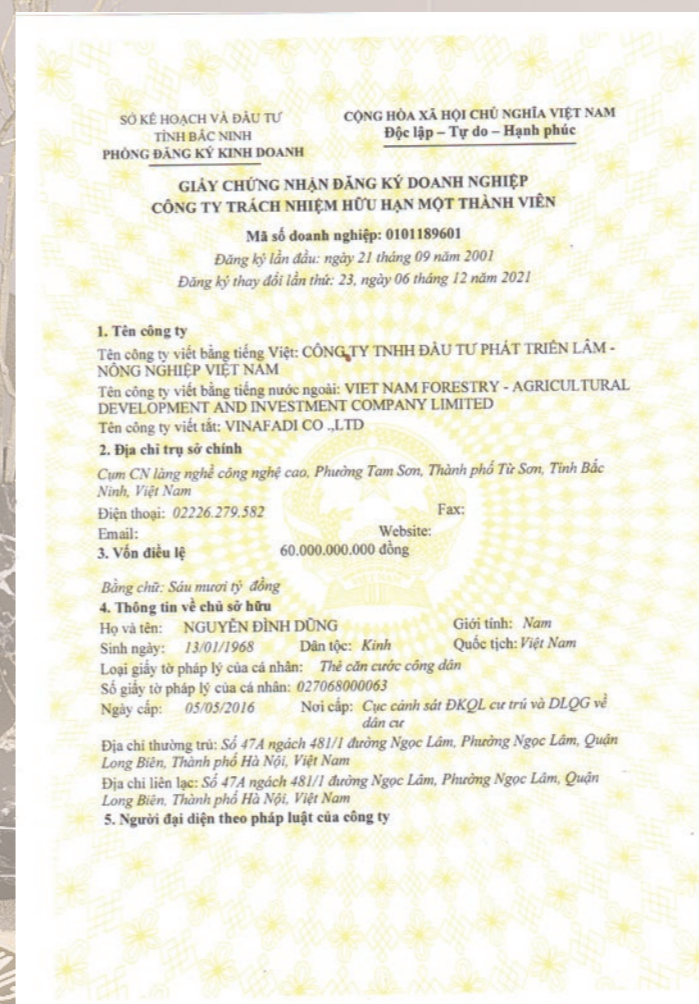 SỞ KẾ HOẠCH VÀ ĐẦU TƯ
TỈNH BẮC NINH
PHÒNG ĐĂNG KÝ KINH DOANH
CỘNG HÒA XÃ HỘI CHỦ NGHĨA VIỆT NAM
Độc lập – Tự do – Hạnh phúc
GIẤY CHỨNG NHẬN ĐĂNG KÝ DOANH NGHIỆP
CÔNG TY TRÁCH NHIỆM HỮU HẠN MỘT THÀNH VIÊN
Mã số doanh nghiệp: 0101189601
Đăng ký lần đầu: ngày 21 tháng 09 năm 2001
Đăng ký thay đổi lần thứ: 23, ngày 06 tháng 12 năm 2021
1. Tên công ty
Tên công ty viết bằng tiếng Việt: CÔNG TY TNHH ĐẦU TƯ PHÁT TRIỂN LÂM -
NÔNG NGHIỆP VIỆT NAM
Tên công ty viết bằng tiếng nước ngoài: VIET NAM FORESTRY - AGRICULTURAL
DEVELOPMENT AND INVESTMENT COMPANY LIMITED
Tên công ty viết tắt: VINAFADI CO .,LTD
2. Địa chỉ trụ sở chính
Cụm CN làng nghề công nghệ cao, Phường Tam Sơn, Thành phố Từ Sơn, Tỉnh Bắc
Ninh, Việt Nam
Điện thoại: 02226.279.582 Fax:
Email: Website:
3. Vốn điều lệ 60.000.000.000 đồng
Bằng chữ: Sáu mươi tỷ đồng
4. Thông tin về chủ sở hữu
Họ và tên: NGUYỄN ĐÌNH DŨNG Giới tính: Nam
Sinh ngày: 13/01/1968 Dân tộc: Kinh Quốc tịch: Việt Nam
Loại giấy tờ pháp lý của cá nhân: Thẻ căn cước công dân
Số giấy tờ pháp lý của cá nhân: 027068000063
Ngày cấp: 05/05/2016 Nơi cấp: Cục cảnh sát ĐKQL cư trú và DLQG về
dân cư
Địa chỉ thường trú: Số 47A ngách 481/1 đường Ngọc Lâm, Phường Ngọc Lâm, Quận
Long Biên, Thành phố Hà Nội, Việt Nam
Địa chỉ liên lạc: Số 47A ngách 481/1 đường Ngọc Lâm, Phường Ngọc Lâm, Quận
Long Biên, Thành phố Hà Nội, Việt Nam
5. Người đại diện theo pháp luật của công ty